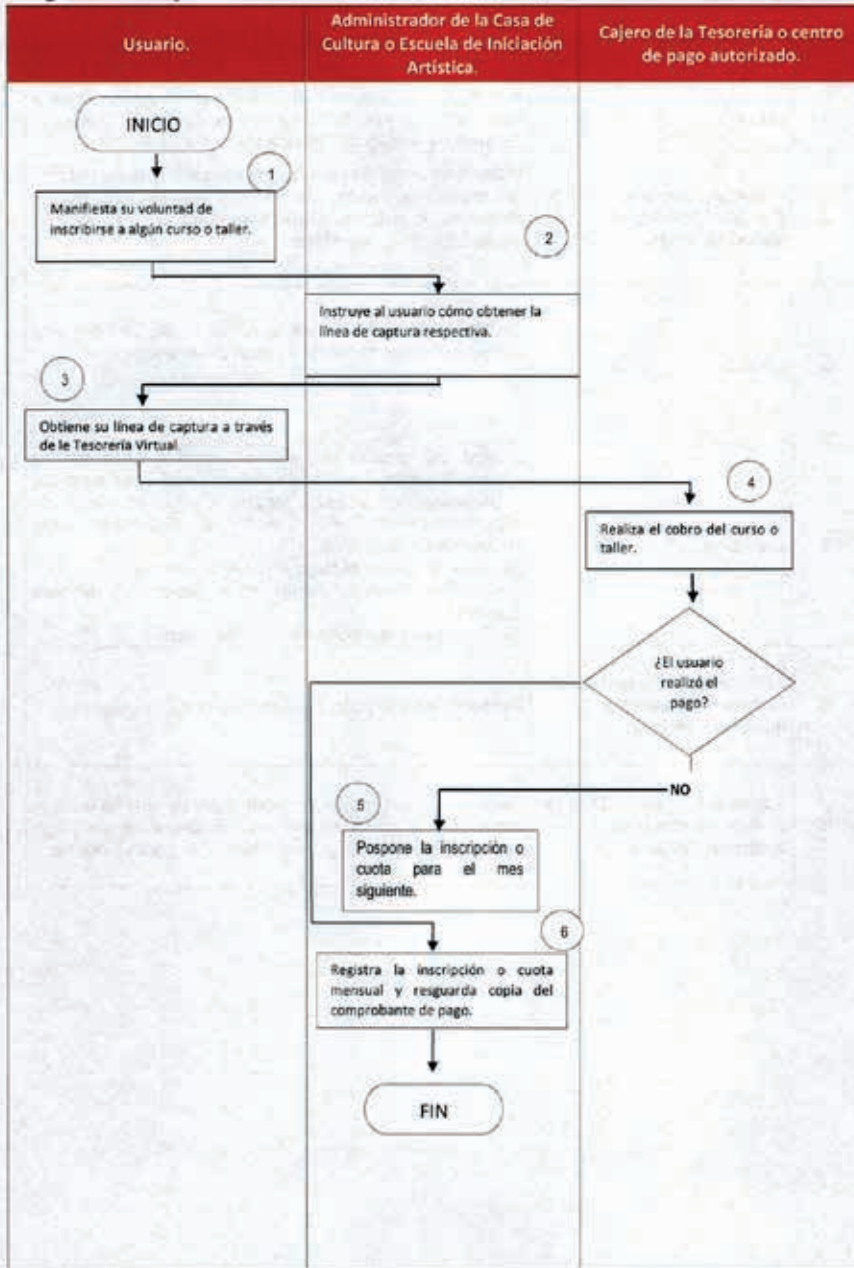 Usuario.
Administrador de la Casa de
Cultura o Escuela de Iniciación
Artística.
Cajero de la Tesorería o centro
de pago autorizado.
INICIO
1
Manifiesta su voluntad de
inscribirse a algún curso o taller.
2
Instruye al usuario cómo obtener la
línea de captura respectiva.
3
Obtiene su línea de captura a través
de le Tesorería Virtual.
4
Realiza el cobro del curso o
taller.
¿El usuario
realizó el
pago?
NO
5
Pospone la inscripción o
cuota para el mes
siguiente.
6
Registra la inscripción o cuota
mensual y resguarda copia del
comprobante de pago.
FIN